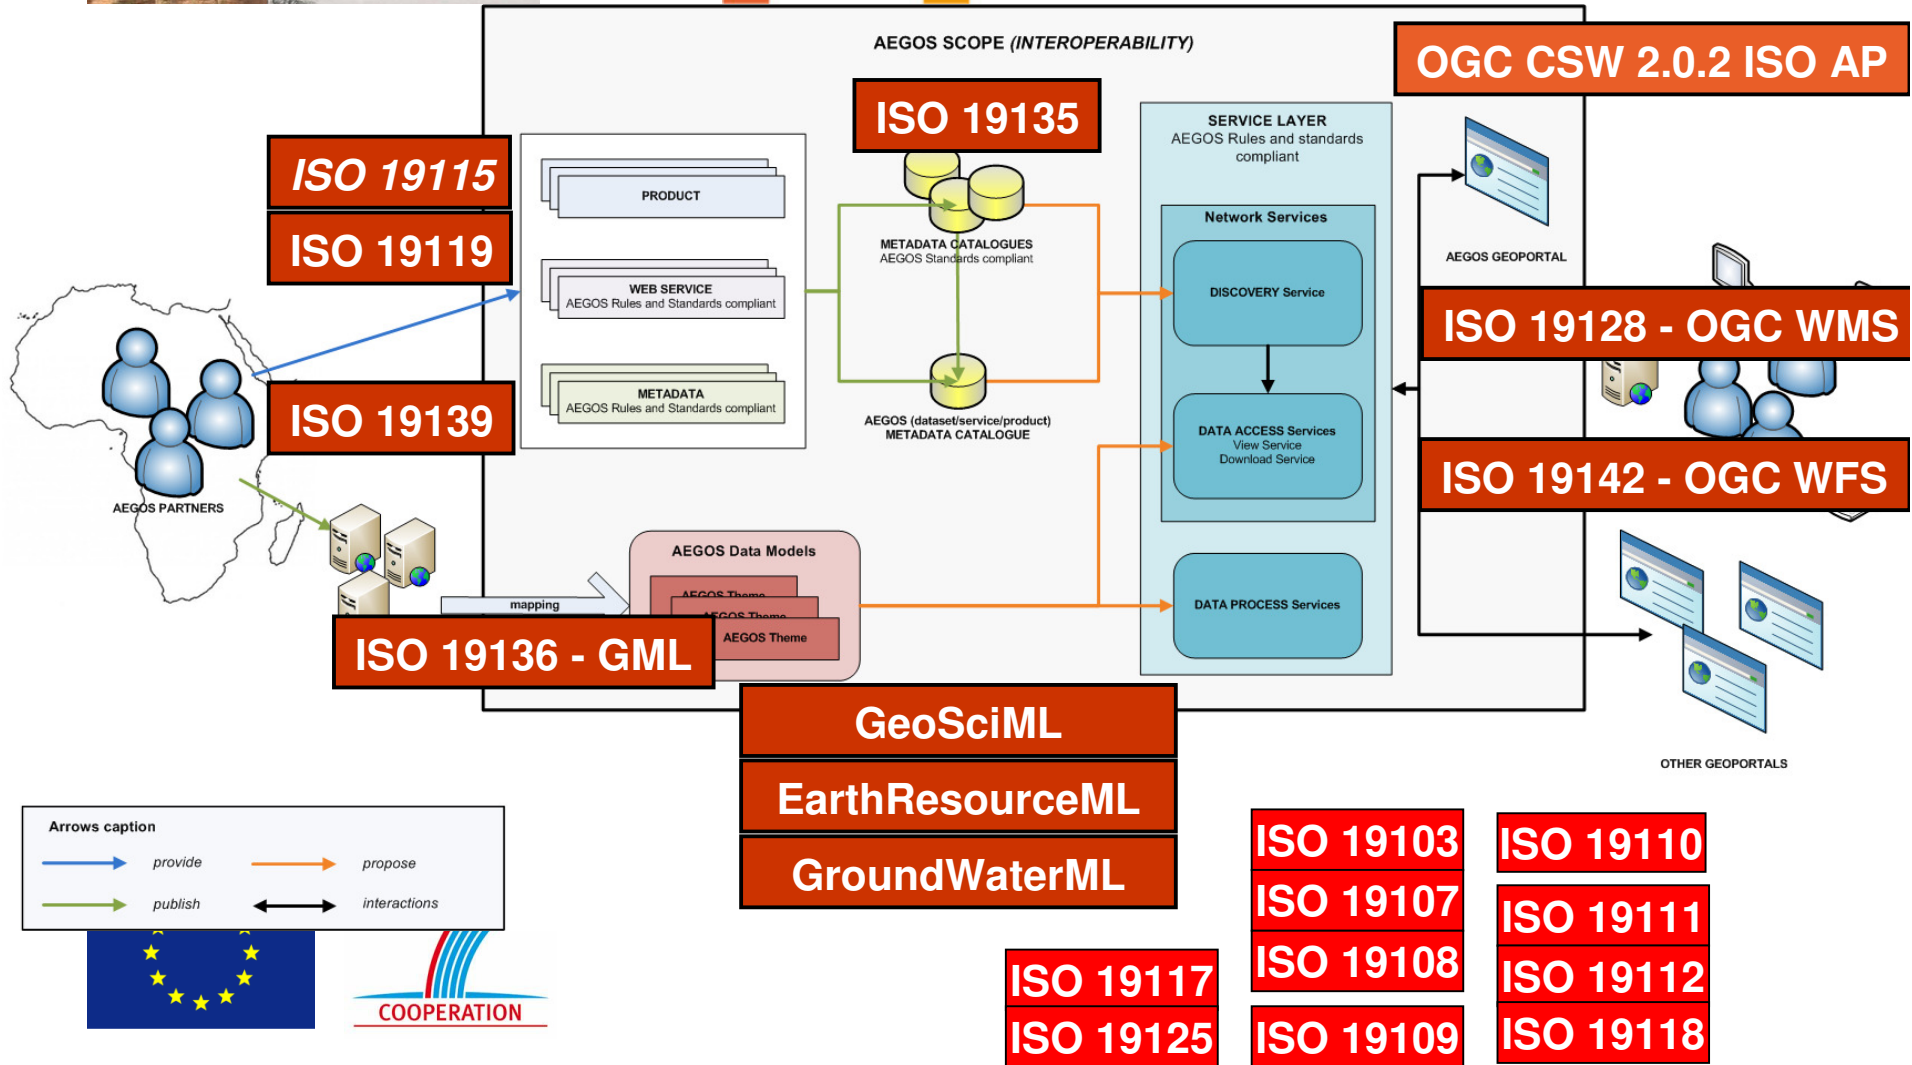 AEGOS SCOPE (INTEROPERABILITY)
OGC CSW 2.0.2 ISO AP
ISO 19135
SERVICE LAYER
AEGOS Rules and standards
compliant
ISO 19115
ISO 19119
PRODUCT
Network Services
METADATA CATALOGUES
AEGOS Standards compliant
AEGOS GEOPORTAL
WEB SERVICE
AEGOS Rules and Standards compliant
DISCOVERY Service
ISO 19128 - OGC WMS
METADATA
AEGOS Rules and Standards compliant
ISO 19139
AEGOS (dataset/service/product)
METADATA CATALOGUE
DATA ACCESS Services
View Service
Download Service
ISO 19142 - OGC WFS
AEGOS PARTNERS
AEGOS Data Models
AEGOS Theme
AEGOS Theme
AEGOS Theme
mapping
DATA PROCESS Services
ISO 19136 - GML
GeoSciML
EarthResourceML
GroundWaterML
OTHER GEOPORTALS
Arrows caption
provide
propose
publish
interactions
COOPERATION
ISO 19103
ISO 19110
ISO 19107
ISO 19111
ISO 19108
ISO 19117
ISO 19112
ISO 19125
ISO 19109
ISO 19118